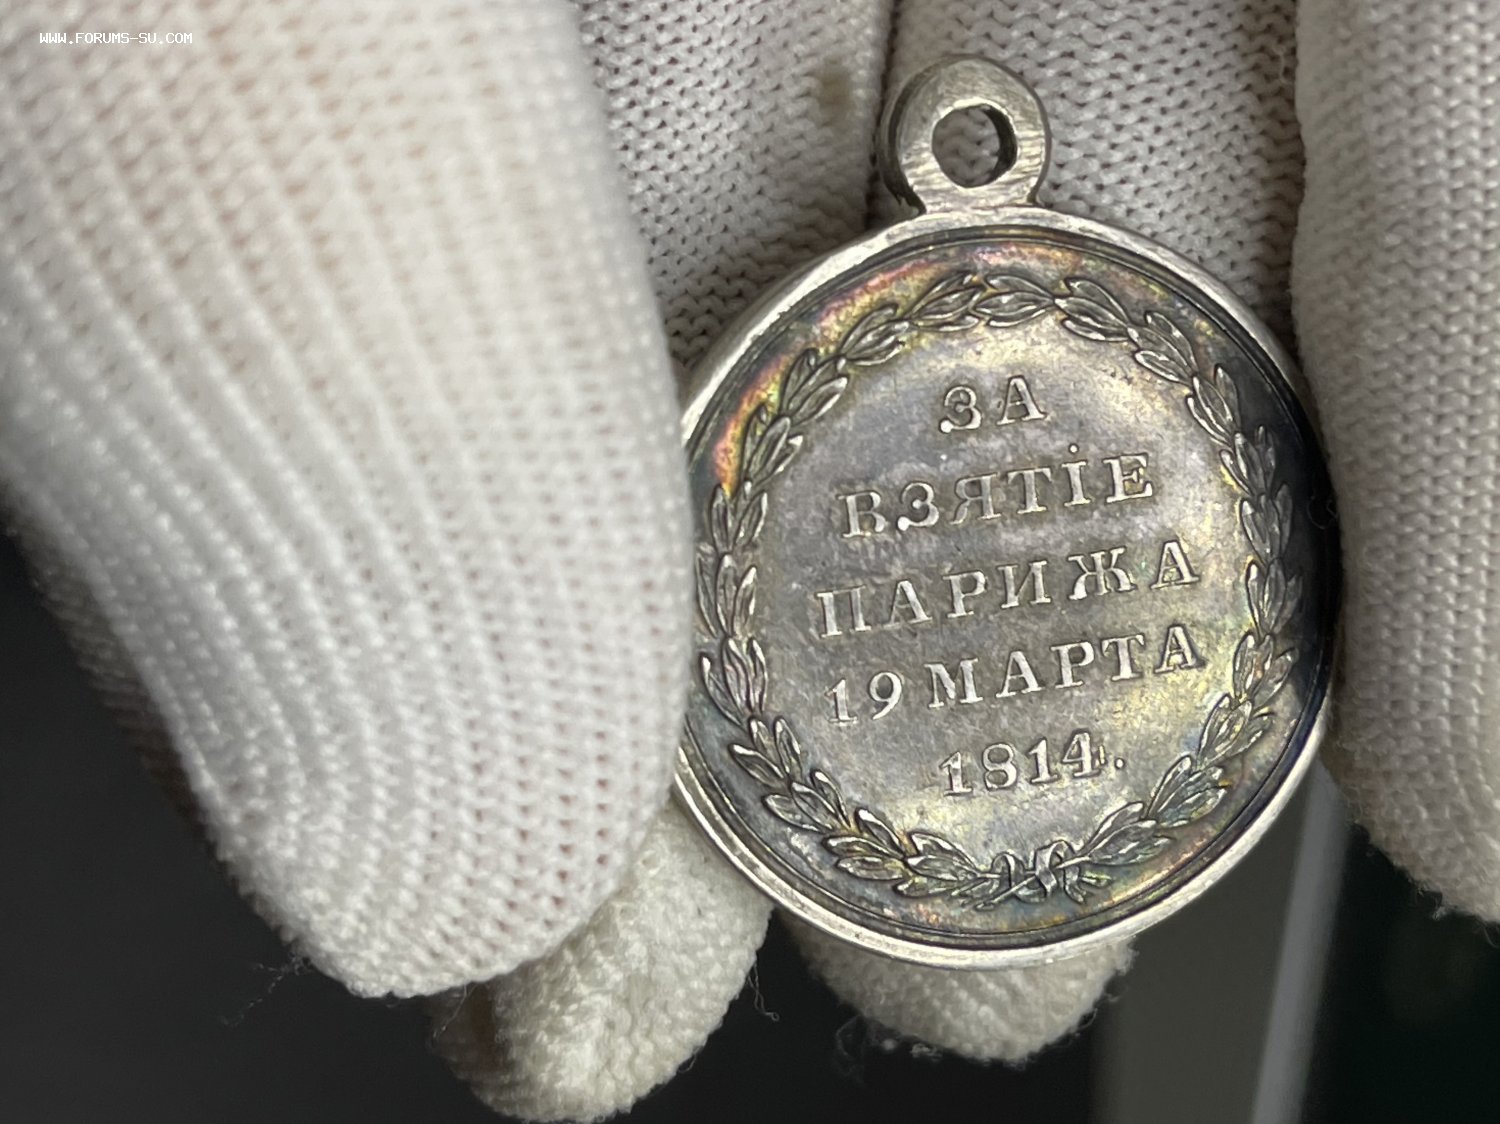 WWW.FORUMS-SU.COM
ЗА
ВЗЯТІЕ
ПАРИЖА
19 МАРТА
1814.